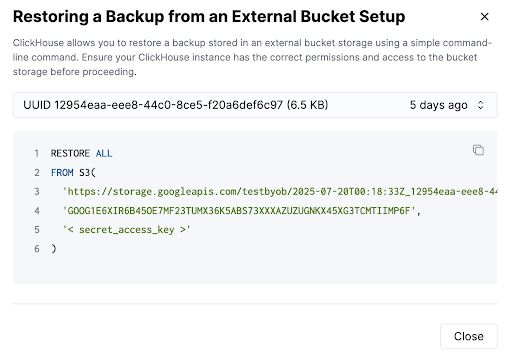 Restoring a Backup from an External Bucket Setup
ClickHouse allows you to restore a backup stored in an external bucket storage using a simple command-
line command. Ensure your ClickHouse instance has the correct permissions and access to the bucket
storage before proceeding.
UUID 12954eaa-eee8-44c0-8ce5-f20a6def6c97 (6.5 KB) 5 days ago
1 RESTORE ALL
2 FROM S3(
3 'https://storage.googleapis.com/testbyob/2025-07-20T00:18:33Z_12954eaa-eee8-44
4 'GOOG1E6XIR6B45OE7MF23TUMX36K5ABS73XXXAZUZUGNKX45XG3TCMTIIMP6F',
5 '< secret_access_key >'
6 )
Close